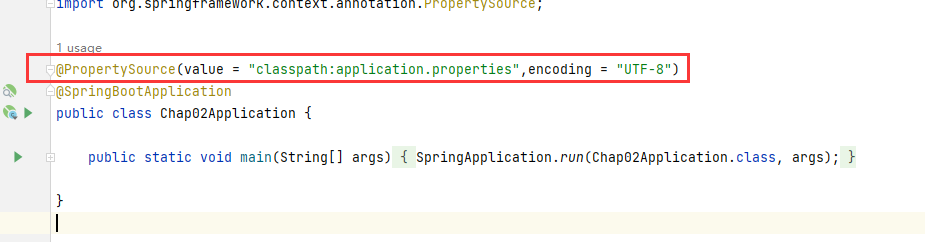 import org.springframework.context.annotation.PropertySource;
1 usage
@PropertySource(value = "classpath:application.properties",encoding = "UTF-8")
@SpringBootApplication
public class Chap02Application {
public static void main(String[] args) { SpringApplication.run(Chap02Application.class, args); }
}